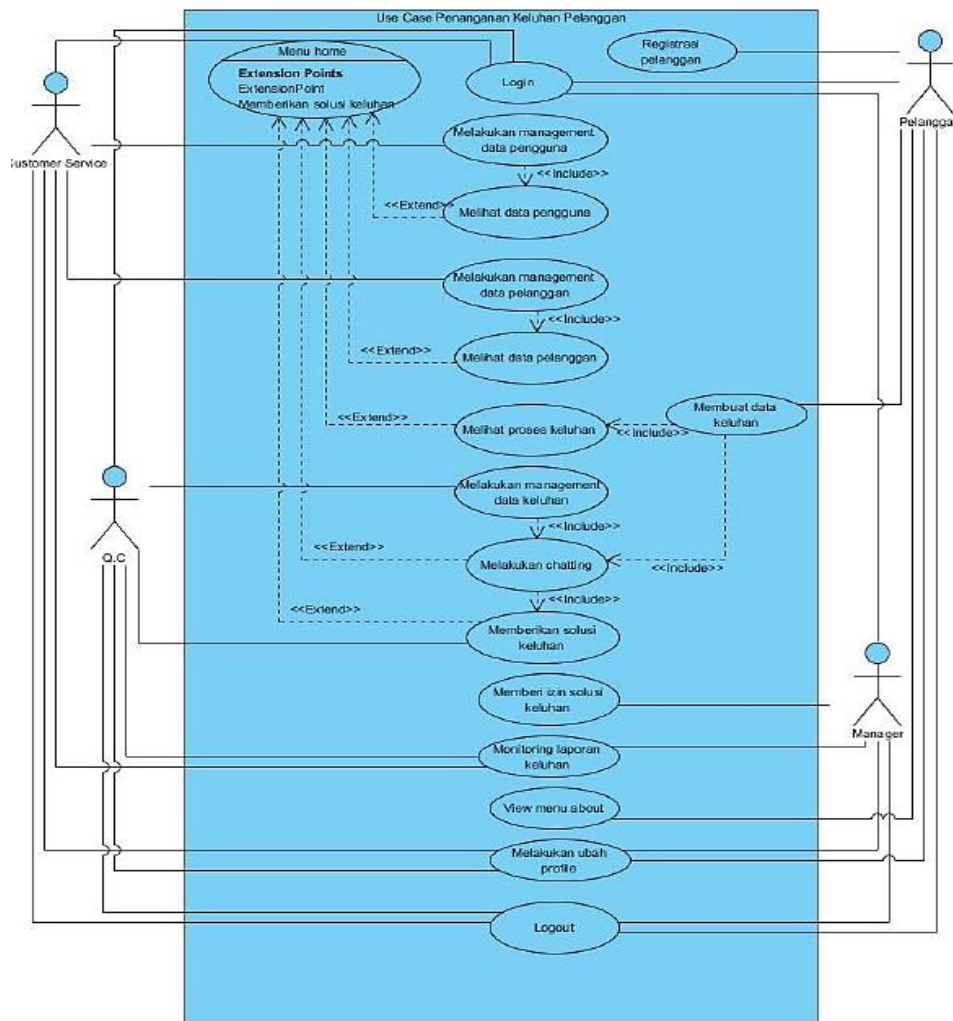 Use Case Penanganan Keluhan Pelanggan
Menu home
Extension Points
ExtensionPoint
Memberikan solusi keluhan
Registrasi
pelanggan
Login
Pelanggan
Customer Service
Melakukan management
data pengguna
<<Include>>
<<Extend>>
Melihat data pengguna
Melakukan management
data pelanggan
<<Include>>
<<Extend>>
Melihat data pelanggan
Membuat data
keluhan
<<Extend>>
Melihat proses keluhan
<<Include>>
Melakukan management
data keluhan
<<Include>>
Q.C
<<Extend>>
Melakukan chatting
<<Include>>
<<Include>>
<<Extend>>
Memberikan solusi
keluhan
Memberi izin solusi
keluhan
Manager
Monitoring laporan
keluhan
View menu about
Melakukan ubah
profile
Logout